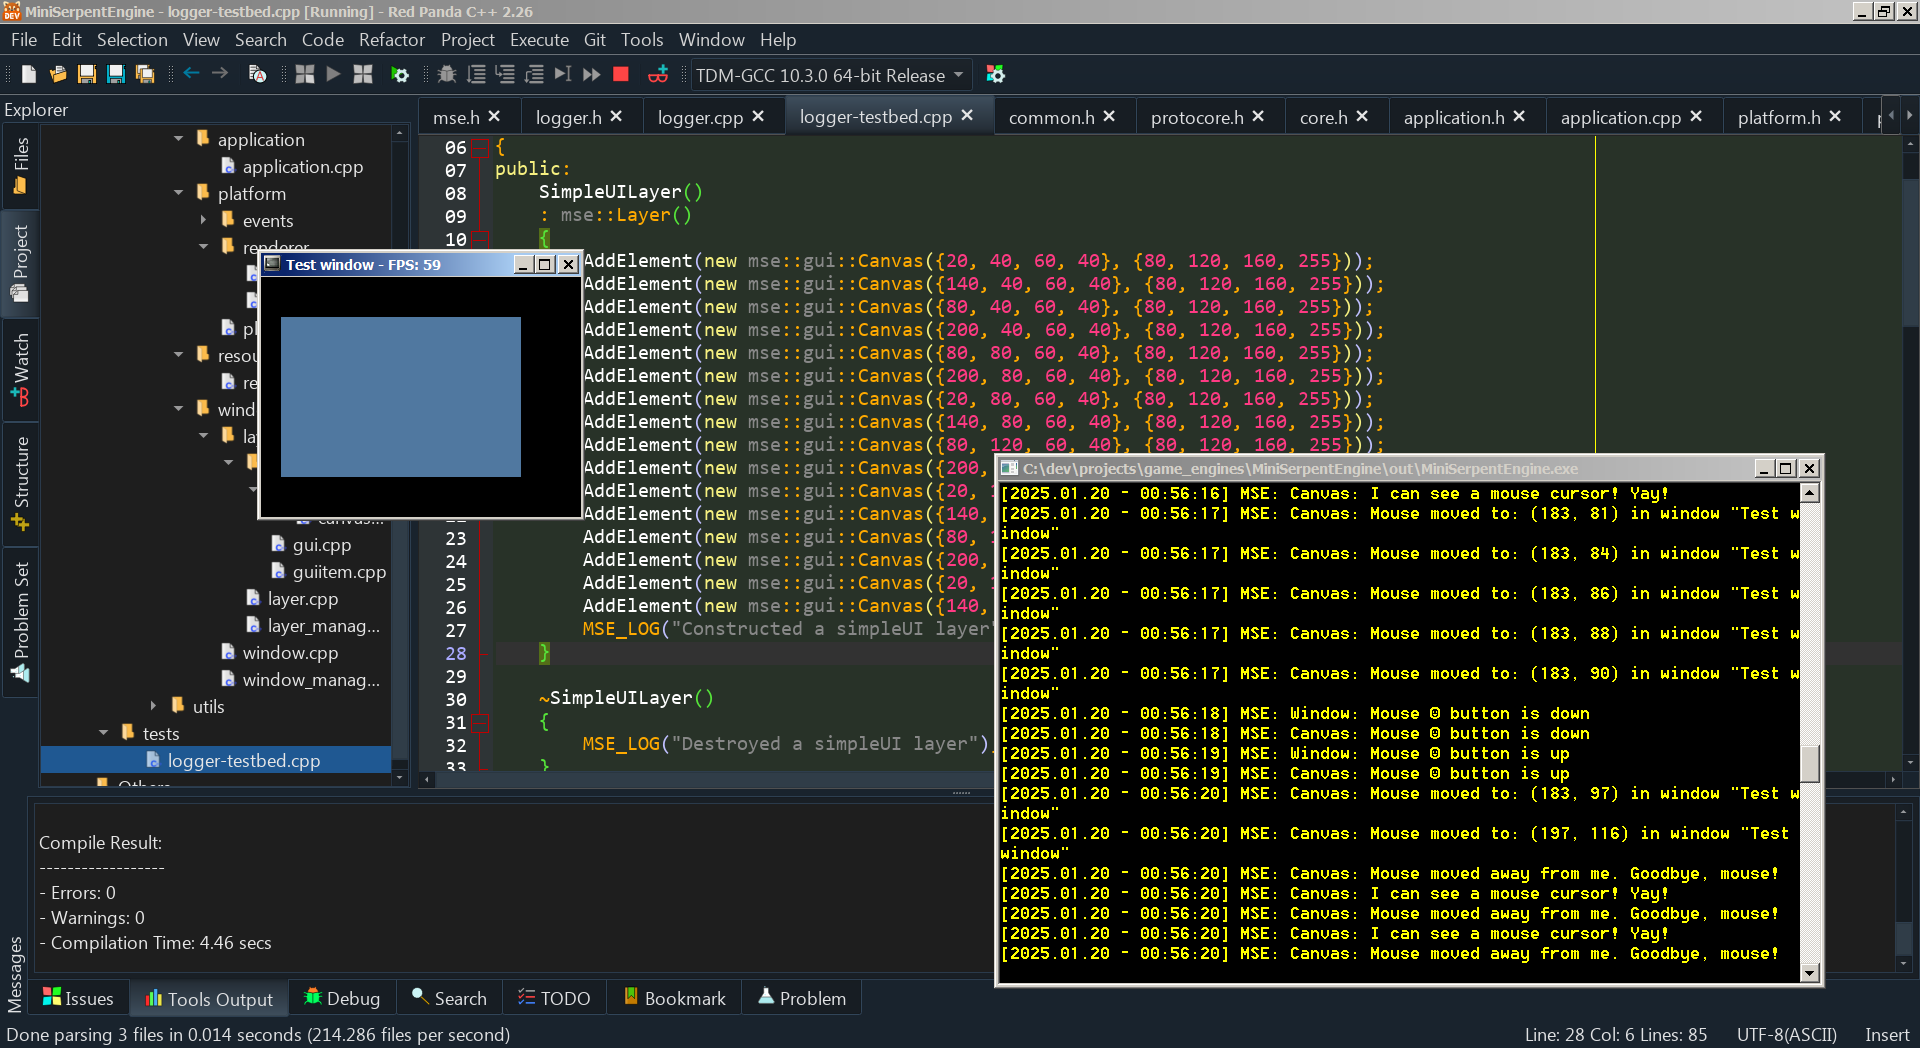 MiniSerpentEngine - logger-testbed.cpp [Running] - Red Panda C++ 2.26
File Edit Selection View Search Code Refactor Project Execute Git Tools Window Help
TDM-GCC 10.3.0 64-bit Release
Explorer
mse.h logger.h logger.cpp logger-testbed.cpp common.h protocore.h core.h application.h application.cpp platform.h
Files
Project
Watch
Structure
Problem Set
application
application.cpp
platform
events
renderer
pl
resou
re
wind
la
canvas...
gui.cpp
guiitem.cpp
layer.cpp
layer_manag...
window.cpp
window_manag...
utils
tests
logger-testbed.cpp
Others
06 {
07 public:
08 SimpleUILayer()
09 : mse::Layer()
10 {
AddElement(new mse::gui::Canvas({20, 40, 60, 40}, {80, 120, 160, 255}));
AddElement(new mse::gui::Canvas({140, 40, 60, 40}, {80, 120, 160, 255}));
AddElement(new mse::gui::Canvas({80, 40, 60, 40}, {80, 120, 160, 255}));
AddElement(new mse::gui::Canvas({200, 40, 60, 40}, {80, 120, 160, 255}));
AddElement(new mse::gui::Canvas({80, 80, 60, 40}, {80, 120, 160, 255}));
AddElement(new mse::gui::Canvas({200, 80, 60, 40}, {80, 120, 160, 255}));
AddElement(new mse::gui::Canvas({20, 80, 60, 40}, {80, 120, 160, 255}));
AddElement(new mse::gui::Canvas({140, 80, 60, 40}, {80, 120, 160, 255}));
AddElement(new mse::gui::Canvas({80, 120, 60, 40}, {80, 120, 160, 255}));
AddElement(new mse::gui::Canvas({200,
AddElement(new mse::gui::Canvas({20,
AddElement(new mse::gui::Canvas({140,
23 AddElement(new mse::gui::Canvas({80,
24 AddElement(new mse::gui::Canvas({200,
25 AddElement(new mse::gui::Canvas({20,
26 AddElement(new mse::gui::Canvas({140,
27 MSE_LOG("Constructed a simpleUI layer"
28 }
29
30 ~SimpleUILayer()
31 {
32 MSE_LOG("Destroyed a simpleUI layer")
33 }
Test window - FPS: 59
C:\dev\projects\game_engines\MiniSerpentEngine\out\MiniSerpentEngine.exe
[2025.01.20 - 00:56:16] MSE: Canvas: I can see a mouse cursor! Yay!
[2025.01.20 - 00:56:17] MSE: Canvas: Mouse moved to: (183, 81) in window "Test w
indow"
[2025.01.20 - 00:56:17] MSE: Canvas: Mouse moved to: (183, 84) in window "Test w
indow"
[2025.01.20 - 00:56:17] MSE: Canvas: Mouse moved to: (183, 86) in window "Test w
indow"
[2025.01.20 - 00:56:17] MSE: Canvas: Mouse moved to: (183, 88) in window "Test w
indow"
[2025.01.20 - 00:56:17] MSE: Canvas: Mouse moved to: (183, 90) in window "Test w
indow"
[2025.01.20 - 00:56:18] MSE: Window: Mouse ☺ button is down
[2025.01.20 - 00:56:18] MSE: Canvas: Mouse ☺ button is down
[2025.01.20 - 00:56:19] MSE: Window: Mouse ☺ button is up
[2025.01.20 - 00:56:19] MSE: Canvas: Mouse ☺ button is up
[2025.01.20 - 00:56:20] MSE: Canvas: Mouse moved to: (183, 97) in window "Test w
indow"
[2025.01.20 - 00:56:20] MSE: Canvas: Mouse moved to: (197, 116) in window "Test
window"
[2025.01.20 - 00:56:20] MSE: Canvas: Mouse moved away from me. Goodbye, mouse!
[2025.01.20 - 00:56:20] MSE: Canvas: I can see a mouse cursor! Yay!
[2025.01.20 - 00:56:20] MSE: Canvas: Mouse moved away from me. Goodbye, mouse!
[2025.01.20 - 00:56:20] MSE: Canvas: I can see a mouse cursor! Yay!
[2025.01.20 - 00:56:20] MSE: Canvas: Mouse moved away from me. Goodbye, mouse!
Messages
Compile Result:
------------------
- Errors: 0
- Warnings: 0
- Compilation Time: 4.46 secs
Issues Tools Output Debug Search TODO Bookmark Problem
Done parsing 3 files in 0.014 seconds (214.286 files per second)
Line: 28 Col: 6 Lines: 85 UTF-8(ASCII) Insert